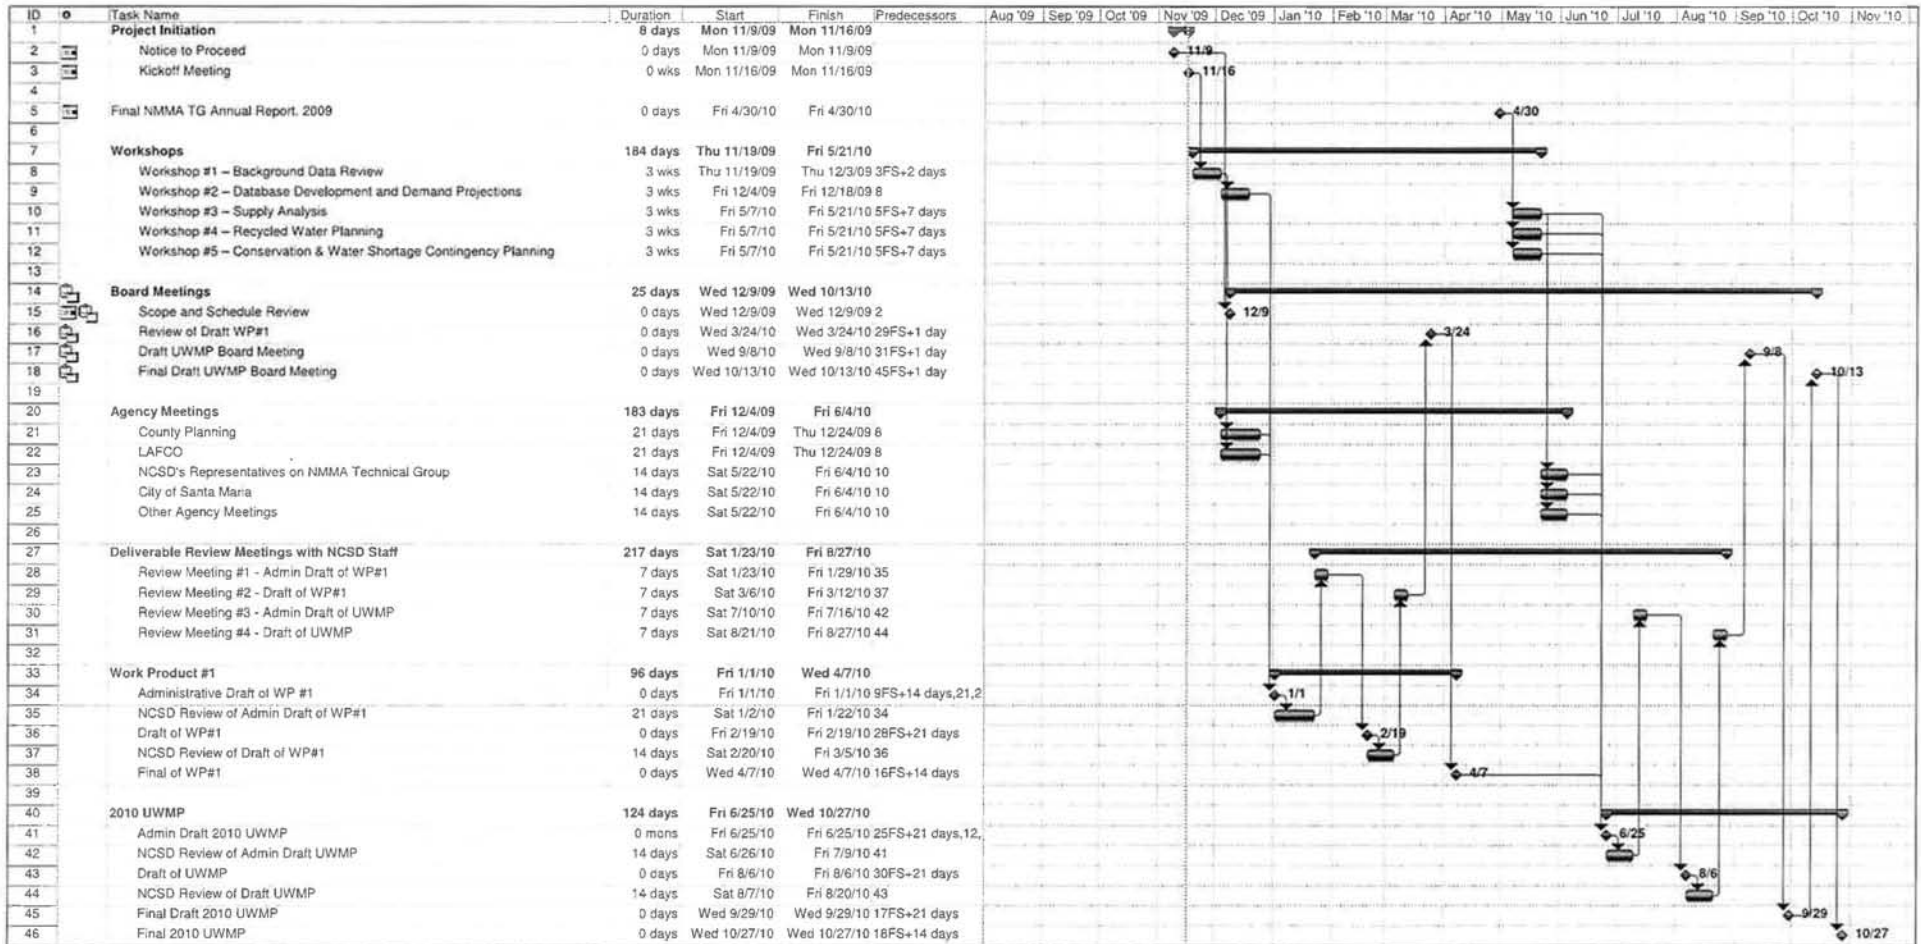 ID Task Name Duration Start Finish Predecessors Aug '09 Sep '09 Oct '09 Nov '09 Dec '09 Jan '10 Feb '10 Mar '10 Apr '10 May '10 Jun '10 Jul '10 Aug '10 Sep '10 Oct '10 Nov '10
1 Project Initiation 8 days Mon 11/9/09 Mon 11/16/09
2 Notice to Proceed 0 days Mon 11/9/09 Mon 11/9/09 11/9
3 Kickoff Meeting 0 wks Mon 11/16/09 Mon 11/16/09 11/16
4
5 Final NMMA TG Annual Report. 2009 0 days Fri 4/30/10 Fri 4/30/10 4/30
6
7 Workshops 184 days Thu 11/19/09 Fri 5/21/10
8 Workshop #1 – Background Data Review 3 wks Thu 11/19/09 Thu 12/3/09 3FS+2 days
9 Workshop #2 – Database Development and Demand Projections 3 wks Fri 12/4/09 Fri 12/18/09 8
10 Workshop #3 – Supply Analysis 3 wks Fri 5/7/10 Fri 5/21/10 5FS+7 days
11 Workshop #4 – Recycled Water Planning 3 wks Fri 5/7/10 Fri 5/21/10 5FS+7 days
12 Workshop #5 – Conservation & Water Shortage Contingency Planning 3 wks Fri 5/7/10 Fri 5/21/10 5FS+7 days
13
14 Board Meetings 25 days Wed 12/9/09 Wed 10/13/10
15 Scope and Schedule Review 0 days Wed 12/9/09 Wed 12/9/09 2 12/9
16 Review of Draft WP#1 0 days Wed 3/24/10 Wed 3/24/10 29FS+1 day 3/24
17 Draft UWMP Board Meeting 0 days Wed 9/8/10 Wed 9/8/10 31FS+1 day 9/8
18 Final Draft UWMP Board Meeting 0 days Wed 10/13/10 Wed 10/13/10 45FS+1 day 10/13
19
20 Agency Meetings 183 days Fri 12/4/09 Fri 6/4/10
21 County Planning 21 days Fri 12/4/09 Thu 12/24/09 8
22 LAFCO 21 days Fri 12/4/09 Thu 12/24/09 8
23 NCSD's Representatives on NMMA Technical Group 14 days Sat 5/22/10 Fri 6/4/10 10
24 City of Santa Maria 14 days Sat 5/22/10 Fri 6/4/10 10
25 Other Agency Meetings 14 days Sat 5/22/10 Fri 6/4/10 10
26
27 Deliverable Review Meetings with NCSD Staff 217 days Sat 1/23/10 Fri 8/27/10
28 Review Meeting #1 - Admin Draft of WP#1 7 days Sat 1/23/10 Fri 1/29/10 35
29 Review Meeting #2 - Draft of WP#1 7 days Sat 3/6/10 Fri 3/12/10 37
30 Review Meeting #3 - Admin Draft of UWMP 7 days Sat 7/10/10 Fri 7/16/10 42
31 Review Meeting #4 - Draft of UWMP 7 days Sat 8/21/10 Fri 8/27/10 44
32
33 Work Product #1 96 days Fri 1/1/10 Wed 4/7/10
34 Administrative Draft of WP #1 0 days Fri 1/1/10 Fri 1/1/10 9FS+14 days,21,2 1/1
35 NCSD Review of Admin Draft of WP#1 21 days Sat 1/2/10 Fri 1/22/10 34
36 Draft of WP#1 0 days Fri 2/19/10 Fri 2/19/10 28FS+21 days 2/19
37 NCSD Review of Draft of WP#1 14 days Sat 2/20/10 Fri 3/5/10 36
38 Final of WP#1 0 days Wed 4/7/10 Wed 4/7/10 16FS+14 days 4/7
39
40 2010 UWMP 124 days Fri 6/25/10 Wed 10/27/10
41 Admin Draft 2010 UWMP 0 mons Fri 6/25/10 Fri 6/25/10 25FS+21 days,12, 6/25
42 NCSD Review of Admin Draft UWMP 14 days Sat 6/26/10 Fri 7/9/10 41
43 Draft of UWMP 0 days Fri 8/6/10 Fri 8/6/10 30FS+21 days 8/6
44 NCSD Review of Draft UWMP 14 days Sat 8/7/10 Fri 8/20/10 43
45 Final Draft 2010 UWMP 0 days Wed 9/29/10 Wed 9/29/10 17FS+21 days 9/29
46 Final 2010 UWMP 0 days Wed 10/27/10 Wed 10/27/10 18FS+14 days 10/27